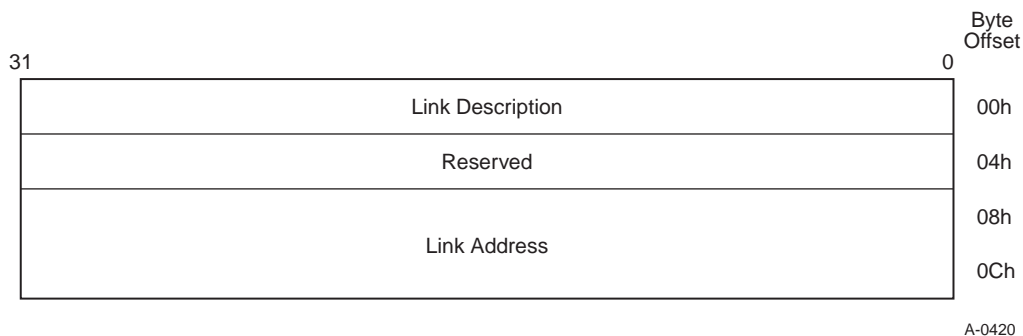 Byte
Offset
31 0
Link Description 00h
Reserved 04h
08h
Link Address
0Ch
A-0420